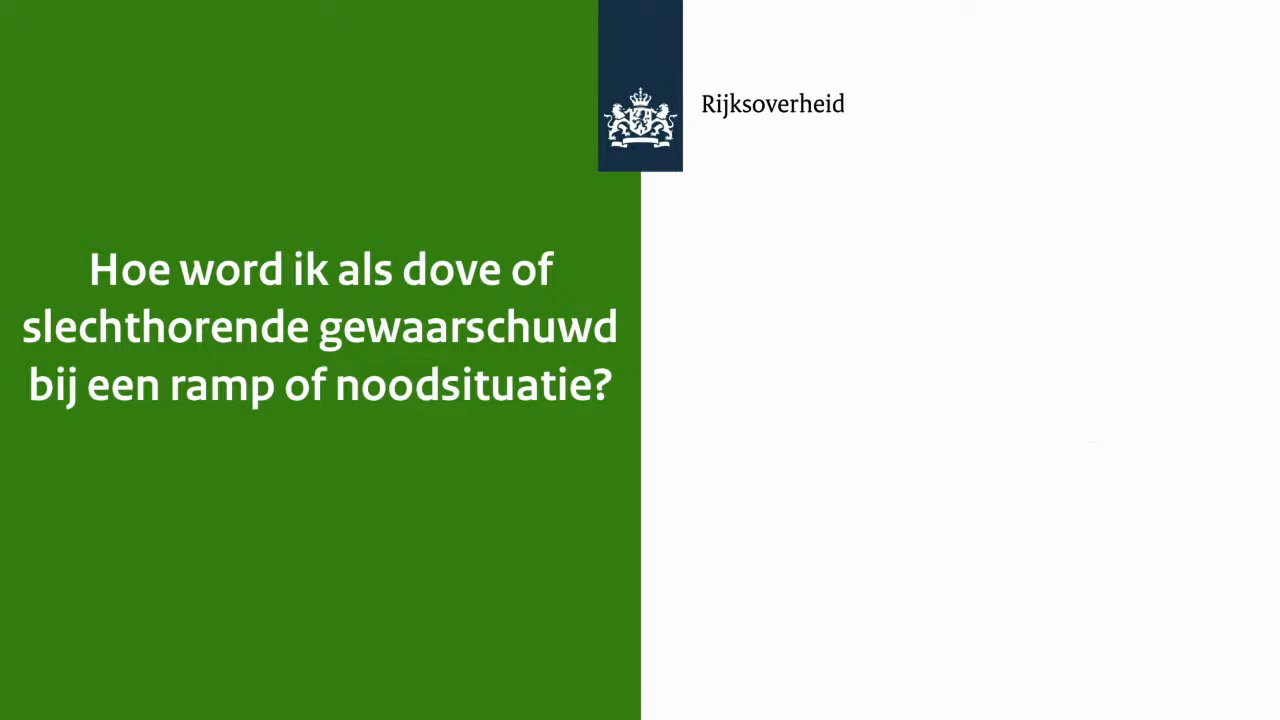 Rijksoverheid
Hoe word ik als dove of
slechthorende gewaarschuwd
bij een ramp of noodsituatie?